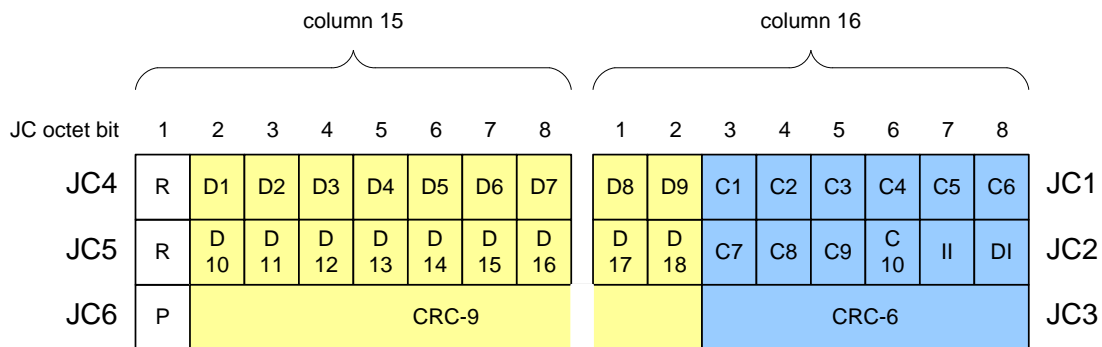 column 15 column 16
JC octet bit 1 2 3 4 5 6 7 8 1 2 3 4 5 6 7 8
JC4 R D1 D2 D3 D4 D5 D6 D7 D8 D9 C1 C2 C3 C4 C5 C6 JC1
JC5 R D 10 D 11 D 12 D 13 D 14 D 15 D 16 D 17 D 18 C7 C8 C9 C 10 II DI JC2
JC6 P CRC-9 CRC-6 JC3